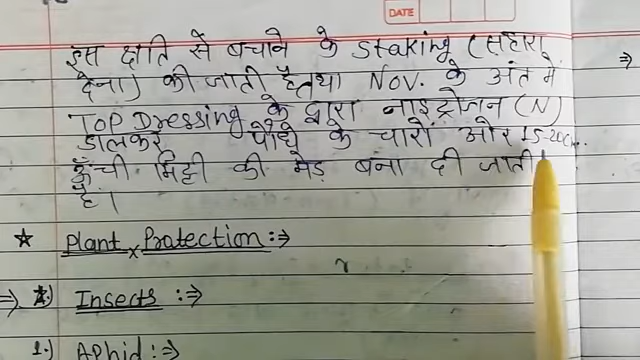 DATE
इस क्षति से बचाने के Staking (सहारा
देना) की जाती है तथा Nov. के अंत में
Top Dressing के द्वारा नाइट्रोजन (N)
डालकर पौधे के चारों ओर 15-20cm.
ऊँची मिट्टी की मेड़ बना दी जाती
है।
* Plant Protection :⇒
⇒ Insects :⇒
1.) Aphid :⇒